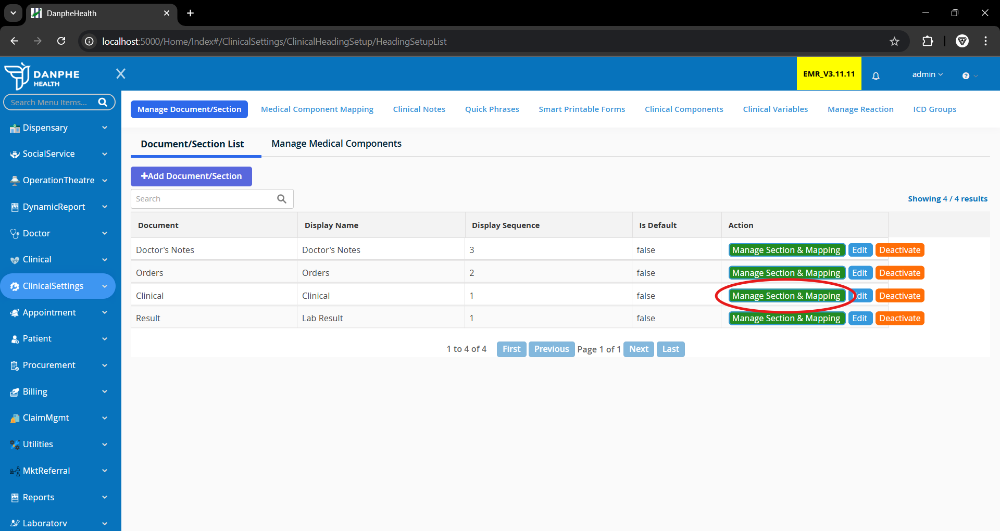 DanpheHealth
localhost:5000/Home/Index#/ClinicalSettings/ClinicalHeadingSetup/HeadingSetupList
DANPHE
HEALTH
EMR_V3.11.11
admin
Search Menu Items...
Dispensary
SocialService
OperationTheatre
DynamicReport
Doctor
Clinical
ClinicalSettings
Appointment
Patient
Procurement
Billing
ClaimMgmt
Utilities
MktReferral
Reports
Laboratory
Manage Document/Section Medical Component Mapping Clinical Notes Quick Phrases Smart Printable Forms Clinical Components Clinical Variables Manage Reaction ICD Groups
Document/Section List Manage Medical Components
+Add Document/Section
Search
Showing 4 / 4 results
Document Display Name Display Sequence Is Default Action
Doctor's Notes Doctor's Notes 3 false Manage Section & Mapping Edit Deactivate
Orders Orders 2 false Manage Section & Mapping Edit Deactivate
Clinical Clinical 1 false Manage Section & Mapping Edit Deactivate
Result Lab Result 1 false Manage Section & Mapping Edit Deactivate
1 to 4 of 4 First Previous Page 1 of 1 Next Last